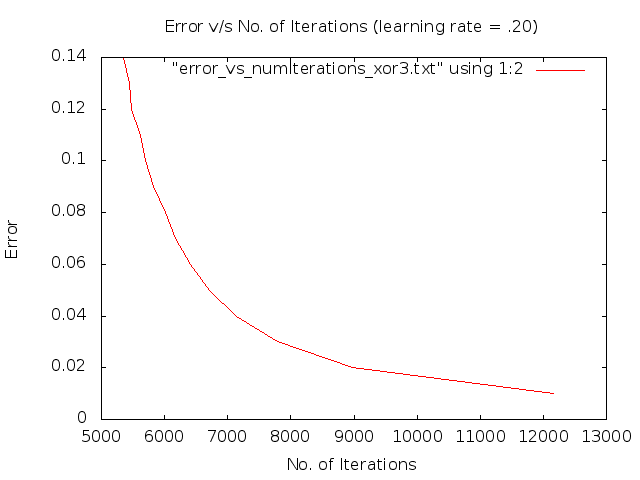 Error v/s No. of Iterations (learning rate = .20)
"error_vs_numIterations_xor3.txt" using 1:2
0.14
0.12
0.1
0.08
0.06
0.04
0.02
0
Error
5000 6000 7000 8000 9000 10000 11000 12000 13000
No. of Iterations